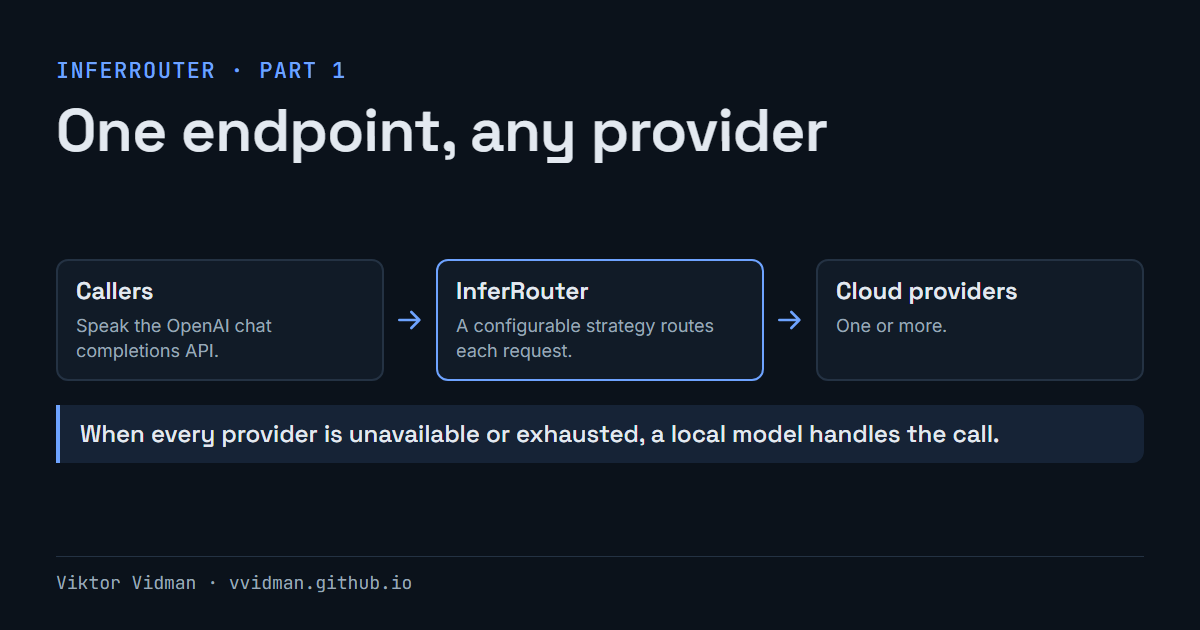 INFERROUTER · PART 1
One endpoint, any provider
Callers
Speak the OpenAI chat
completions API.
→
InferRouter
A configurable strategy routes
each request.
→
Cloud providers
One or more.
When every provider is unavailable or exhausted, a local model handles the call.
Viktor Vidman · vvidman.github.io